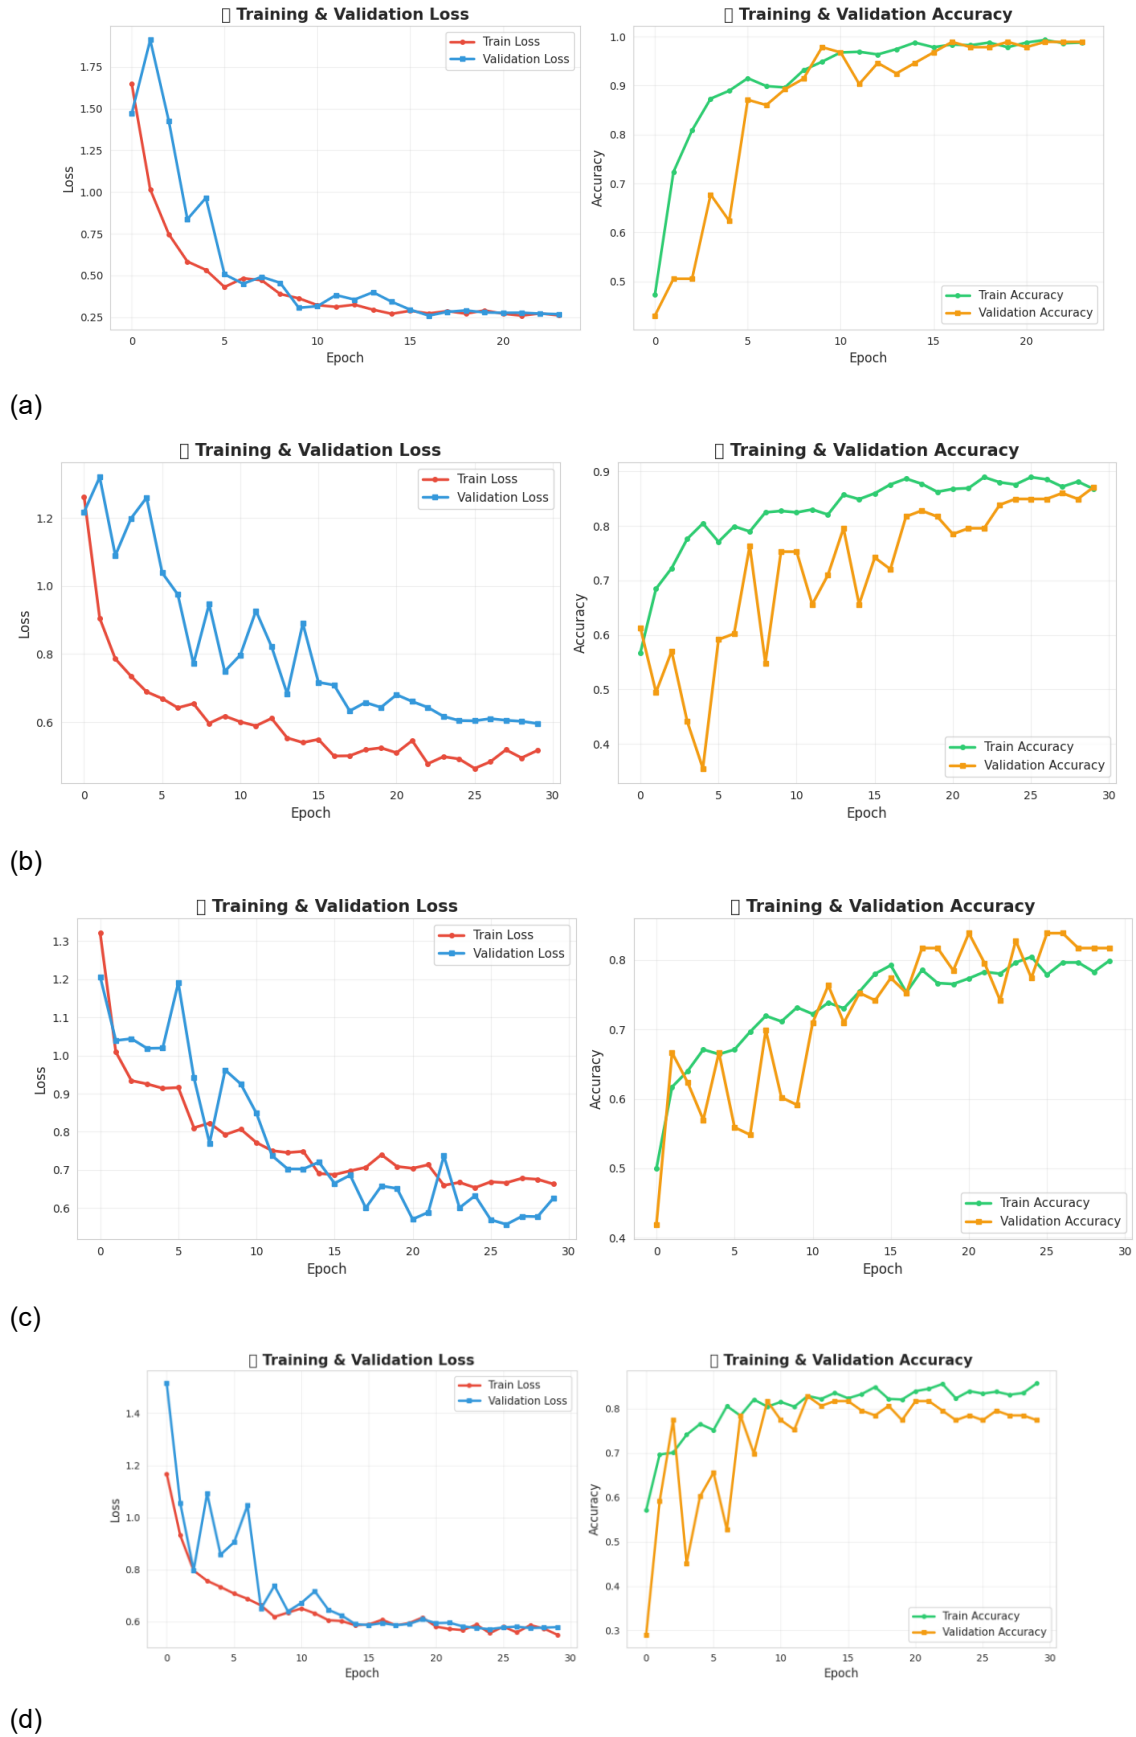 ▯ Training & Validation Loss
Train Loss
Validation Loss
1.75
1.50
1.25
1.00
0.75
0.50
0.25
Loss
0 5 10 15 20
Epoch
▯ Training & Validation Accuracy
1.0
0.9
0.8
0.7
0.6
0.5
Accuracy
Train Accuracy
Validation Accuracy
0 5 10 15 20
Epoch
(a)
▯ Training & Validation Loss
Train Loss
Validation Loss
1.2
1.0
0.8
0.6
Loss
0 5 10 15 20 25 30
Epoch
▯ Training & Validation Accuracy
0.9
0.8
0.7
0.6
0.5
0.4
Accuracy
Train Accuracy
Validation Accuracy
0 5 10 15 20 25 30
Epoch
(b)
▯ Training & Validation Loss
Train Loss
Validation Loss
1.3
1.2
1.1
1.0
0.9
0.8
0.7
0.6
Loss
0 5 10 15 20 25 30
Epoch
▯ Training & Validation Accuracy
0.8
0.7
0.6
0.5
0.4
Accuracy
Train Accuracy
Validation Accuracy
0 5 10 15 20 25 30
Epoch
(c)
▯ Training & Validation Loss
Train Loss
Validation Loss
1.4
1.2
1.0
0.8
0.6
Loss
0 5 10 15 20 25 30
Epoch
▯ Training & Validation Accuracy
0.8
0.7
0.6
0.5
0.4
0.3
Accuracy
Train Accuracy
Validation Accuracy
0 5 10 15 20 25 30
Epoch
(d)